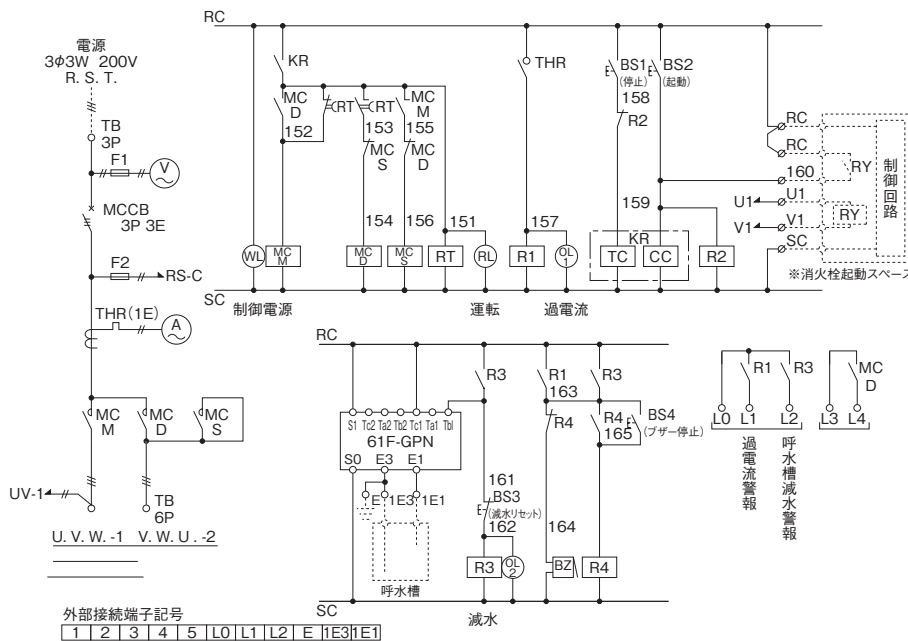 電源
3φ3W 200V
R. S. T.
TB
3P
F1
V
MCCB
3P 3E
F2
RS-C
THR(1E)
A
MC
M
MC
D
MC
S
UV-1
TB
6P
U. V. W. -1
V. W. U . -2
RC
KR
MC
D
152
RT
RT
153
MC
S
154
MC
M
155
MC
D
156
151
WL
MC
M
MC
D
MC
S
RT
RL
THR
157
R1
OL
1
BS1
(停止)
158
R2
159
BS2
(起動)
KR
TC
CC
R2
SC
制御電源
運転
過電流
RC
RC
160
U1
U1
V1
V1
SC
RY
RY
制御回路
※消火栓起動スペース
RC
S1
Tc2
Ta2
Tb2
Tc1
Ta1
Tbl
61F-GPN
S0
E3
E1
E
1E3
1E1
呼水槽
R3
161
BS3
(減水リセット)
162
R3
OL
2
R1
163
R4
164
BZ
R3
R4
165
BS4
(ブザー停止)
R4
SC
減水
R1
R3
L0
L1
L2
過電流警報
呼水槽減水警報
MC
D
L3
L4
外部接続端子記号
1 2 3 4 5 L0 L1 L2 E 1E3 1E1